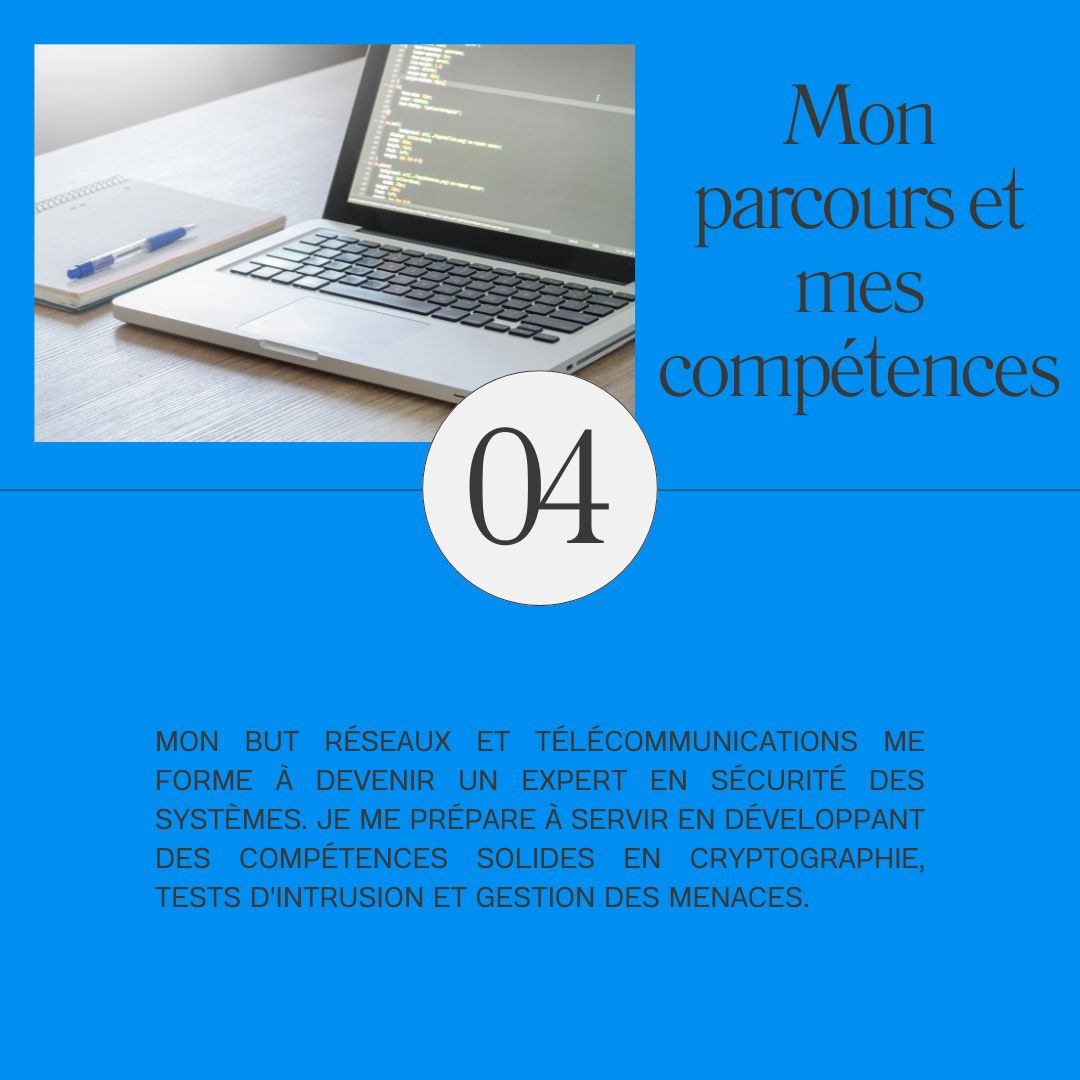 Mon
parcours et
mes
compétences
04
MON BUT RÉSEAUX ET TÉLÉCOMMUNICATIONS ME
FORME À DEVENIR UN EXPERT EN SÉCURITÉ DES
SYSTÈMES. JE ME PRÉPARE À SERVIR EN DÉVELOPPANT
DES COMPÉTENCES SOLIDES EN CRYPTOGRAPHIE,
TESTS D'INTRUSION ET GESTION DES MENACES.